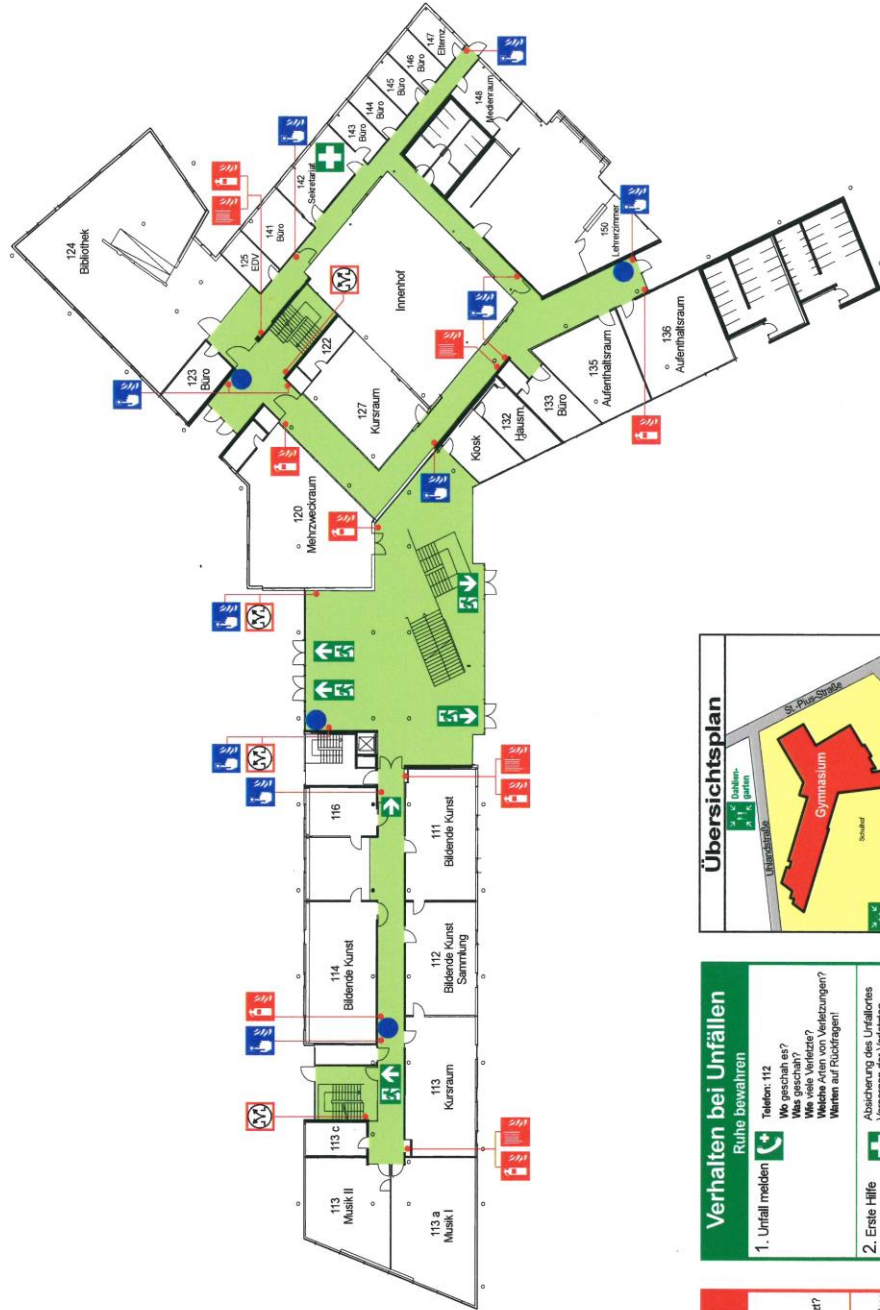 124
Bibliothek
123
Büro
125
EDV
141
Büro
142
Sekretariat
143
Büro
144
Büro
145
Büro
146
Büro
147
Elternz.
148
Medienraum
150
Lehrerzimmer
Innenhof
122
127
Kursraum
120
Mehrzweckraum
Kiosk
132
Hausm.
133
Büro
135
Aufenthaltsraum
136
Aufenthaltsraum
116
114
Bildende Kunst
111
Bildende Kunst
112
Bildende Kunst
Sammlung
113
Kursraum
113 c
113
Musik II
113 a
Musik I
Verhalten bei Unfällen
Ruhe bewahren
1. Unfall melden
Telefon: 112
Wo geschah es?
Was geschah?
Wie viele Verletzte?
Welche Arten von Verletzungen?
Warten auf Rückfragen!
2. Erste Hilfe
Absicherung des Unfallortes
Übersichtsplan
Dahlien-
garten
Uhlandstraße
St.-Pius-Straße
Gymnasium
Schulhof